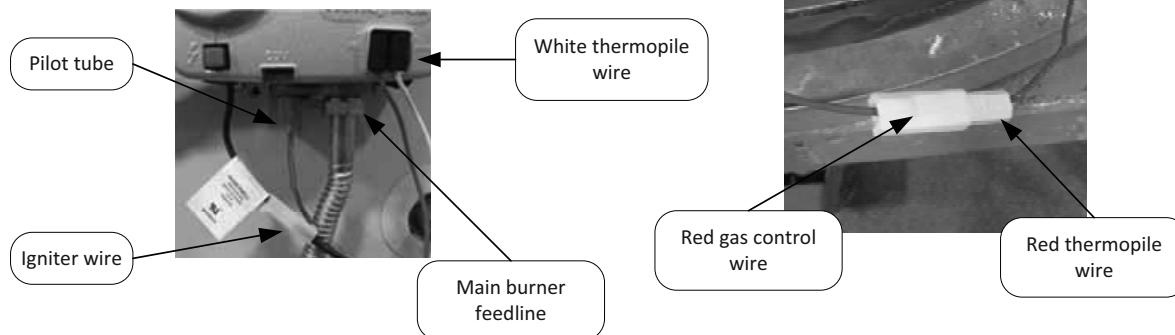 Pilot tube
White thermopile
wire
Igniter wire
Main burner
feedline
Red gas control
wire
Red thermopile
wire